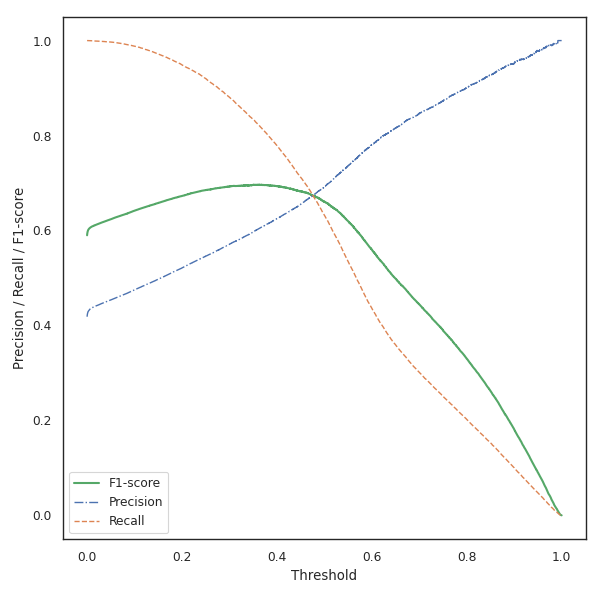 1.0
0.8
0.6
0.4
0.2
0.0
Precision / Recall / F1-score
F1-score
Precision
Recall
0.0 0.2 0.4 0.6 0.8 1.0
Threshold